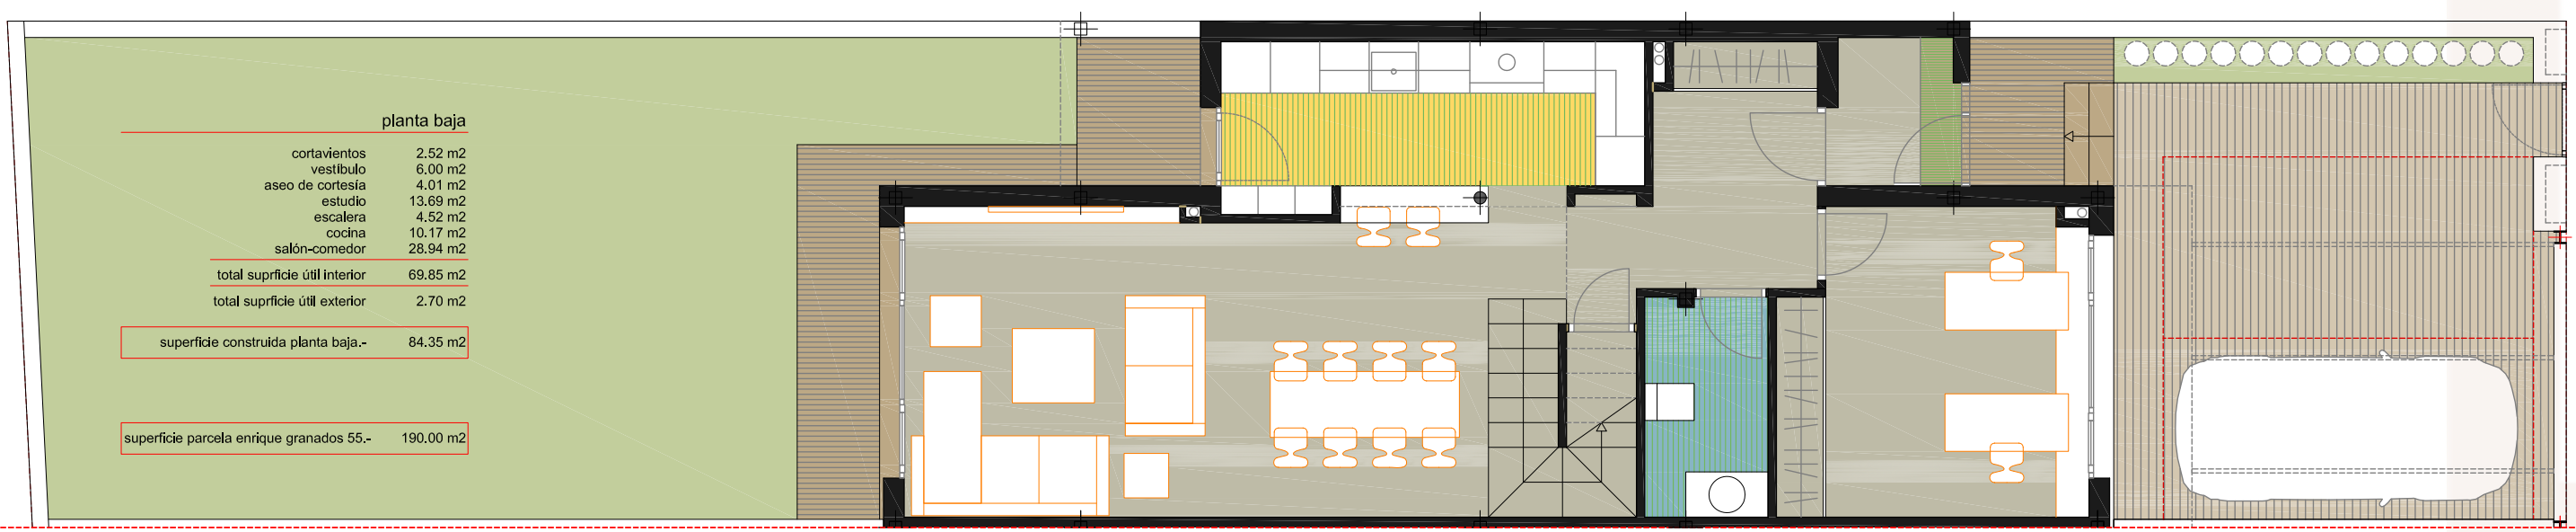 planta baja
cortavientos 2.52 m2
vestíbulo 6.00 m2
aseo de cortesía 4.01 m2
estudio 13.69 m2
escalera 4.52 m2
cocina 10.17 m2
salón-comedor 28.94 m2
total suprficie útil interior 69.85 m2
total suprficie útil exterior 2.70 m2
superficie construida planta baja.- 84.35 m2
superficie parcela enrique granados 55.- 190.00 m2